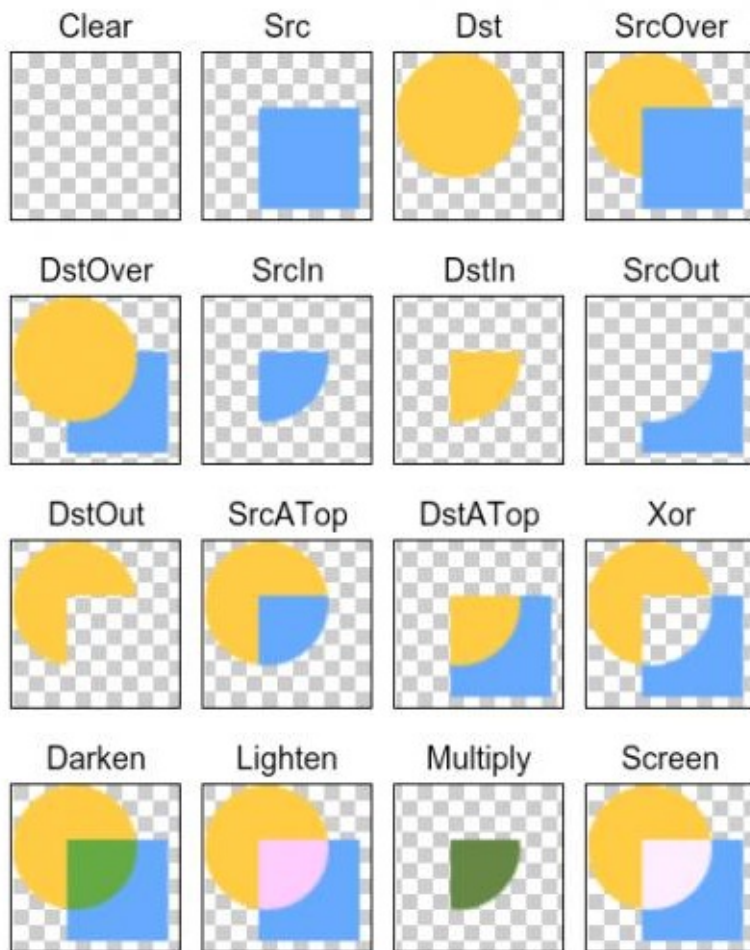 Clear Src Dst SrcOver
DstOver SrcIn DstIn SrcOut
DstOut SrcATop DstATop Xor
Darken Lighten Multiply Screen